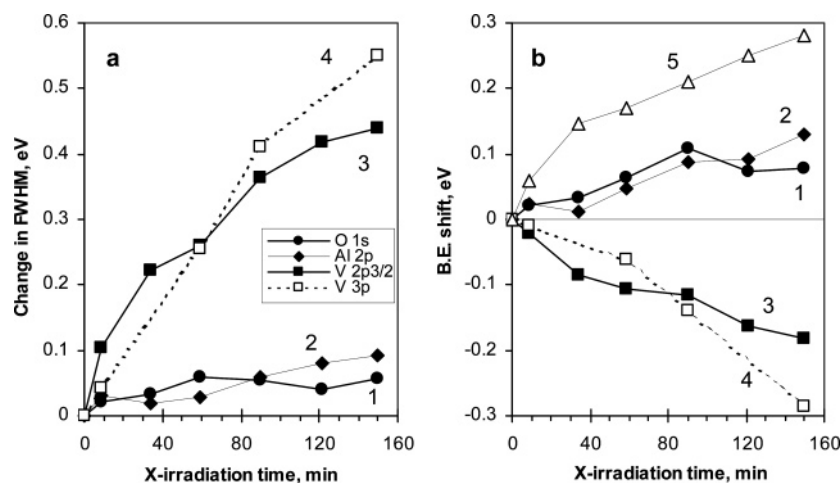 a
Change in FWHM, eV
0.6
0.5
0.4
0.3
0.2
0.1
0
4
3
2
1
O 1s
Al 2p
V 2p3/2
V 3p
0 40 80 120 160
X-irradiation time, min
b
B.E. shift, eV
0.3
0.2
0.1
0
-0.1
-0.2
-0.3
5
2
1
3
4
0 40 80 120 160
X-irradiation time, min